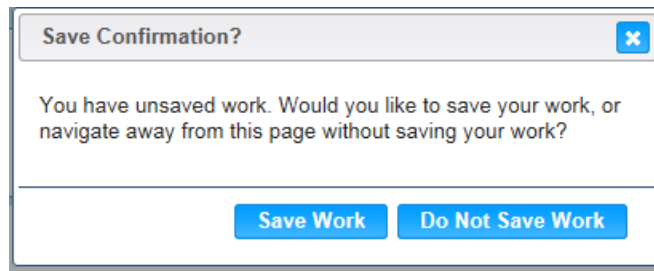 Save Confirmation?
You have unsaved work. Would you like to save your work, or
navigate away from this page without saving your work?
Save Work
Do Not Save Work